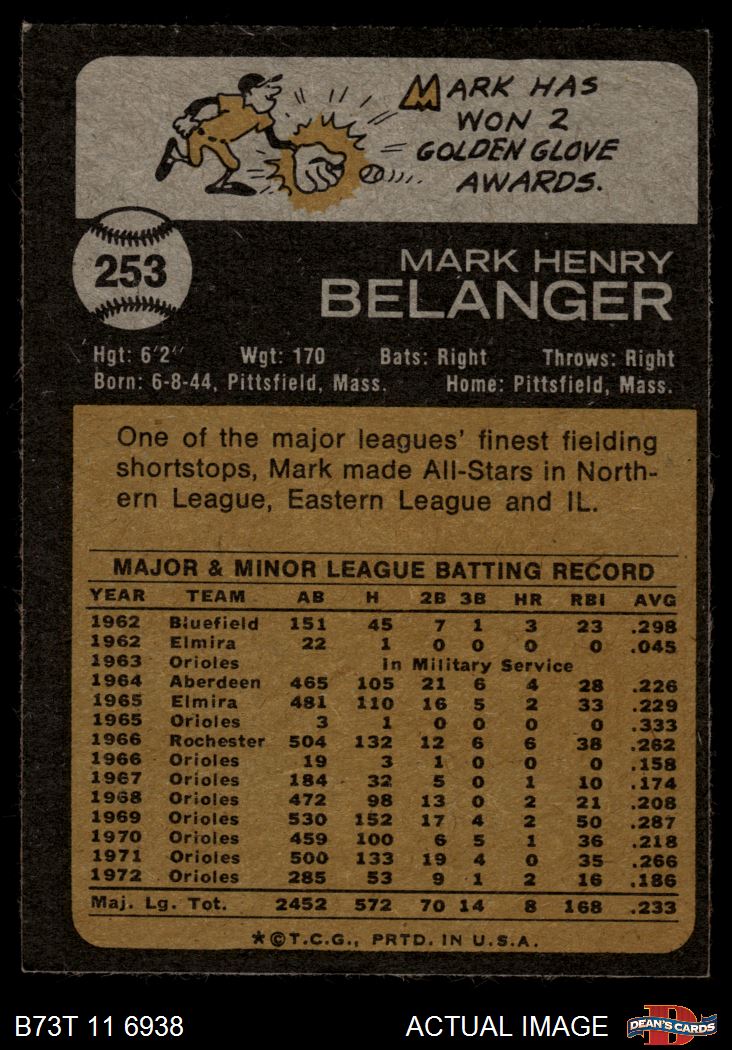 MARK HAS
WON 2
GOLDEN GLOVE
AWARDS.
253
MARK HENRY
BELANGER
Hgt: 6'2" Wgt: 170 Bats: Right Throws: Right
Born: 6-8-44, Pittsfield, Mass. Home: Pittsfield, Mass.
One of the major leagues' finest fielding
shortstops, Mark made All-Stars in North-
ern League, Eastern League and IL.
MAJOR & MINOR LEAGUE BATTING RECORD
YEAR TEAM AB H 2B 3B HR RBI AVG
1962 Bluefield 151 45 7 1 3 23 .298
1962 Elmira 22 1 0 0 0 0 .045
1963 Orioles In Military Service
1964 Aberdeen 465 105 21 6 4 28 .226
1965 Elmira 481 110 16 5 2 33 .229
1965 Orioles 3 1 0 0 0 0 .333
1966 Rochester 504 132 12 6 6 38 .262
1966 Orioles 19 3 1 0 0 0 .158
1967 Orioles 184 32 5 0 1 10 .174
1968 Orioles 472 98 13 0 2 21 .208
1969 Orioles 530 152 17 4 2 50 .287
1970 Orioles 459 100 6 5 1 36 .218
1971 Orioles 500 133 19 4 0 35 .266
1972 Orioles 285 53 9 1 2 16 .186
Maj. Lg. Tot. 2452 572 70 14 8 168 .233
*©T.C.G., PRTD. IN U.S.A.
B73T 11 6938 ACTUAL IMAGE DEAN'S CARDS